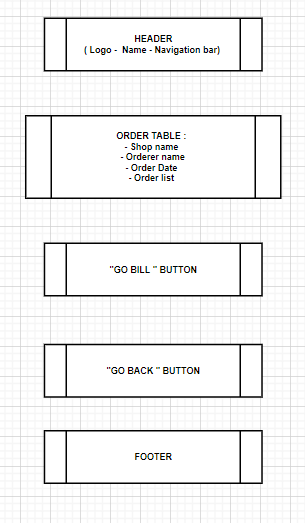 HEADER
( Logo - Name - Navigation bar)
ORDER TABLE :
- Shop name
- Orderer name
- Order Date
- Order list
"GO BILL " BUTTON
"GO BACK " BUTTON
FOOTER